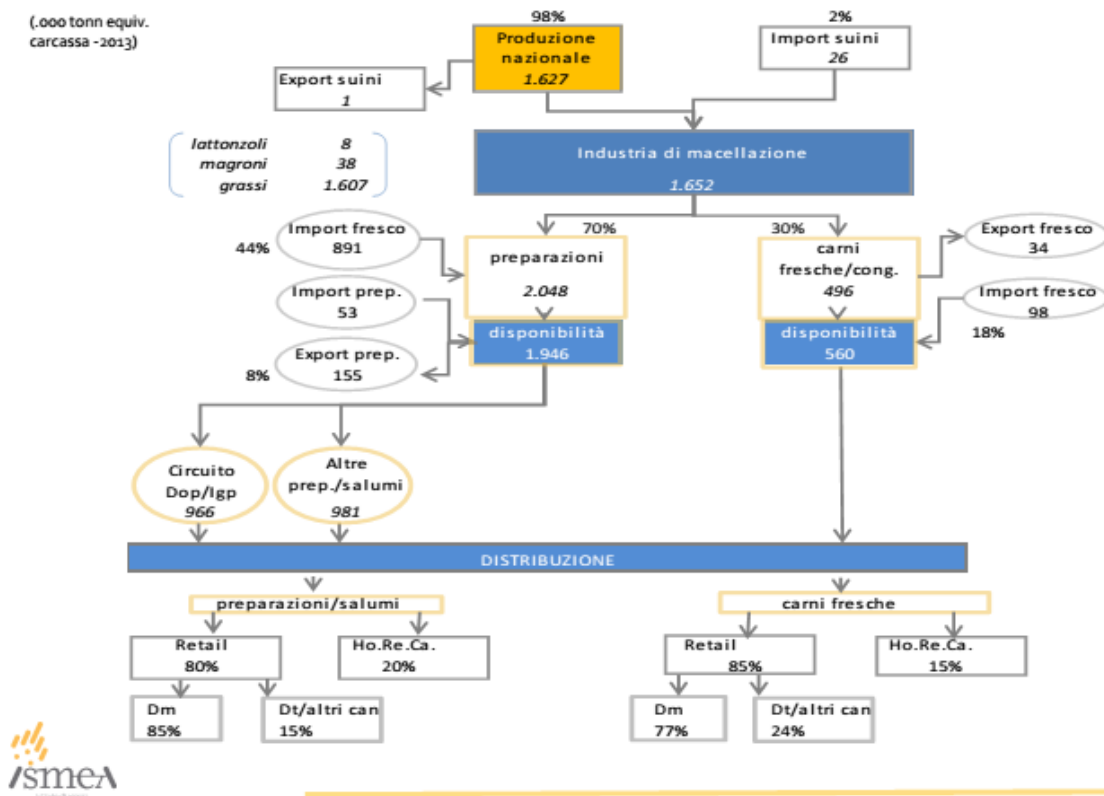 (.000 tonn equiv.
carcassa -2013)
98%
Produzione
nazionale
1.627
2%
Import suini
26
Export suini
1
lattonzoli 8
magroni 38
grassi 1.607
Industria di macellazione
1.652
70%
30%
44%
Import fresco
891
preparazioni
2.048
carni
fresche/cong.
496
Export fresco
34
Import prep.
53
Import fresco
98
18%
disponibilità
1.946
disponibilità
560
8%
Export prep.
155
Circuito
Dop/Igp
966
Altre
prep./salumi
981
DISTRIBUZIONE
preparazioni/salumi
carni fresche
Retail
80%
Ho.Re.Ca.
20%
Retail
85%
Ho.Re.Ca.
15%
Dm
85%
Dt/altri can
15%
Dm
77%
Dt/altri can
24%
ismea